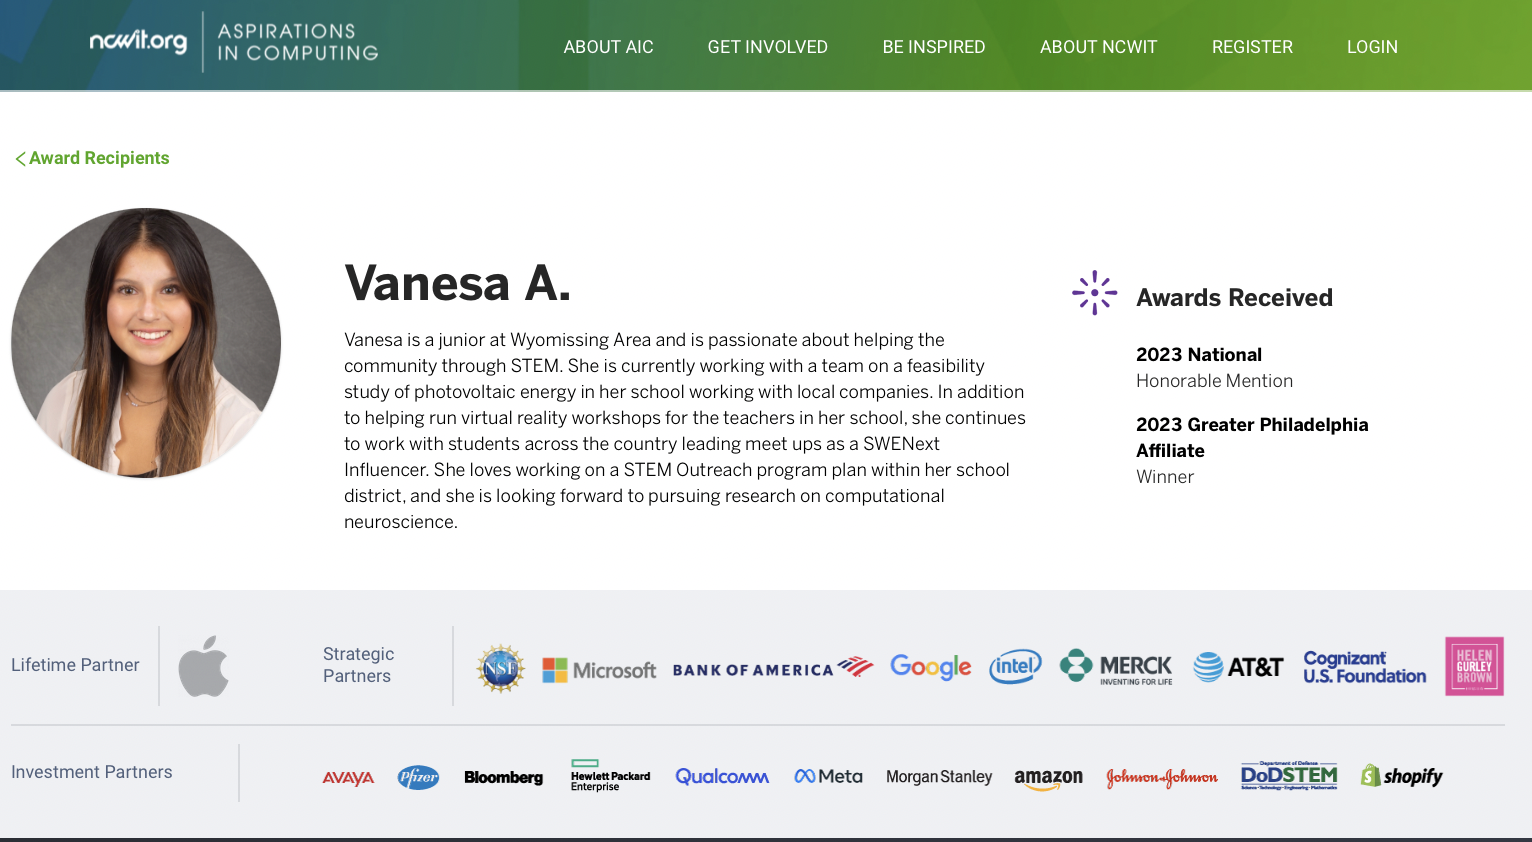 ncwit.org
ASPIRATIONS
IN COMPUTING
ABOUT AIC
GET INVOLVED
BE INSPIRED
ABOUT NCWIT
REGISTER
LOGIN
Award Recipients
Vanesa A.
Vanesa is a junior at Wyomissing Area and is passionate about helping the
community through STEM. She is currently working with a team on a feasibility
study of photovoltaic energy in her school working with local companies. In addition
to helping run virtual reality workshops for the teachers in her school, she continues
to work with students across the country leading meet ups as a SWENext
Influencer. She loves working on a STEM Outreach program plan within her school
district, and she is looking forward to pursuing research on computational
neuroscience.
Awards Received
2023 National
Honorable Mention
2023 Greater Philadelphia
Affiliate
Winner
Lifetime Partner
Strategic
Partners
NSF
Microsoft
BANK OF AMERICA
Google
intel
MERCK
INVENTING FOR LIFE
AT&T
Cognizant
U.S. Foundation
HELEN
GURLEY
BROWN
Investment Partners
AVAYA
Pfizer
Bloomberg
Hewlett Packard
Enterprise
Qualcomm
Meta
Morgan Stanley
amazon
Johnson & Johnson
Department of Defense
DoDSTEM
Science · Technology · Engineering · Mathematics
shopify